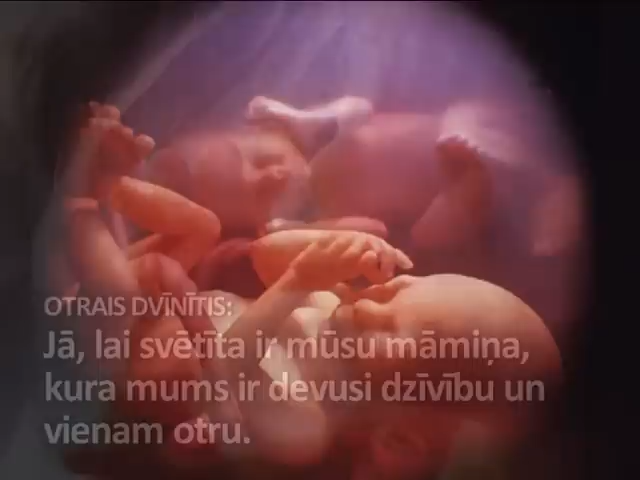 OTRAIS DVĪNĪTIS:
Jā, lai svētīta ir mūsu māmiņa,
kura mums ir devusi dzīvību un
vienam otru.